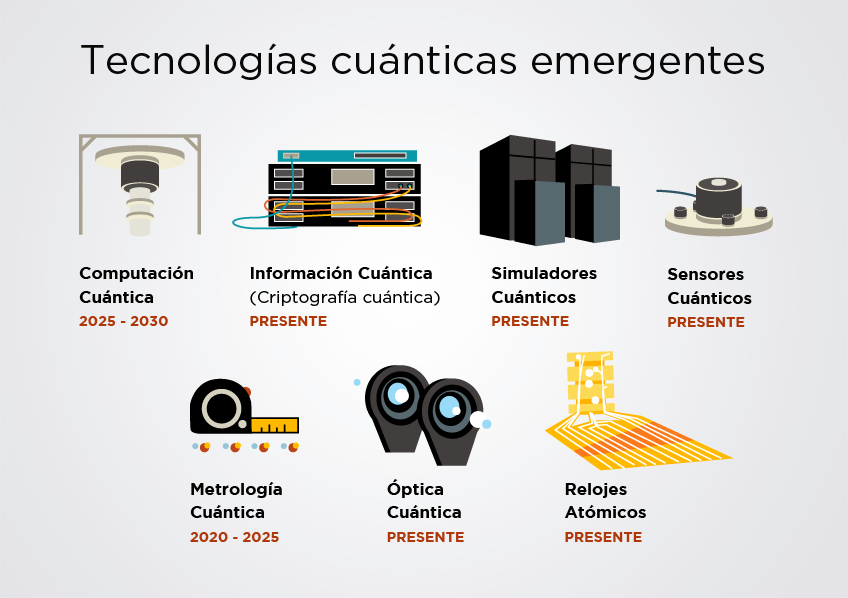 Tecnologías cuánticas emergentes
Computación
Cuántica
2025 - 2030
Información Cuántica
(Criptografía cuántica)
PRESENTE
Simuladores
Cuánticos
PRESENTE
Sensores
Cuánticos
PRESENTE
Metrología
Cuántica
2020 - 2025
Óptica
Cuántica
PRESENTE
Relojes
Atómicos
PRESENTE